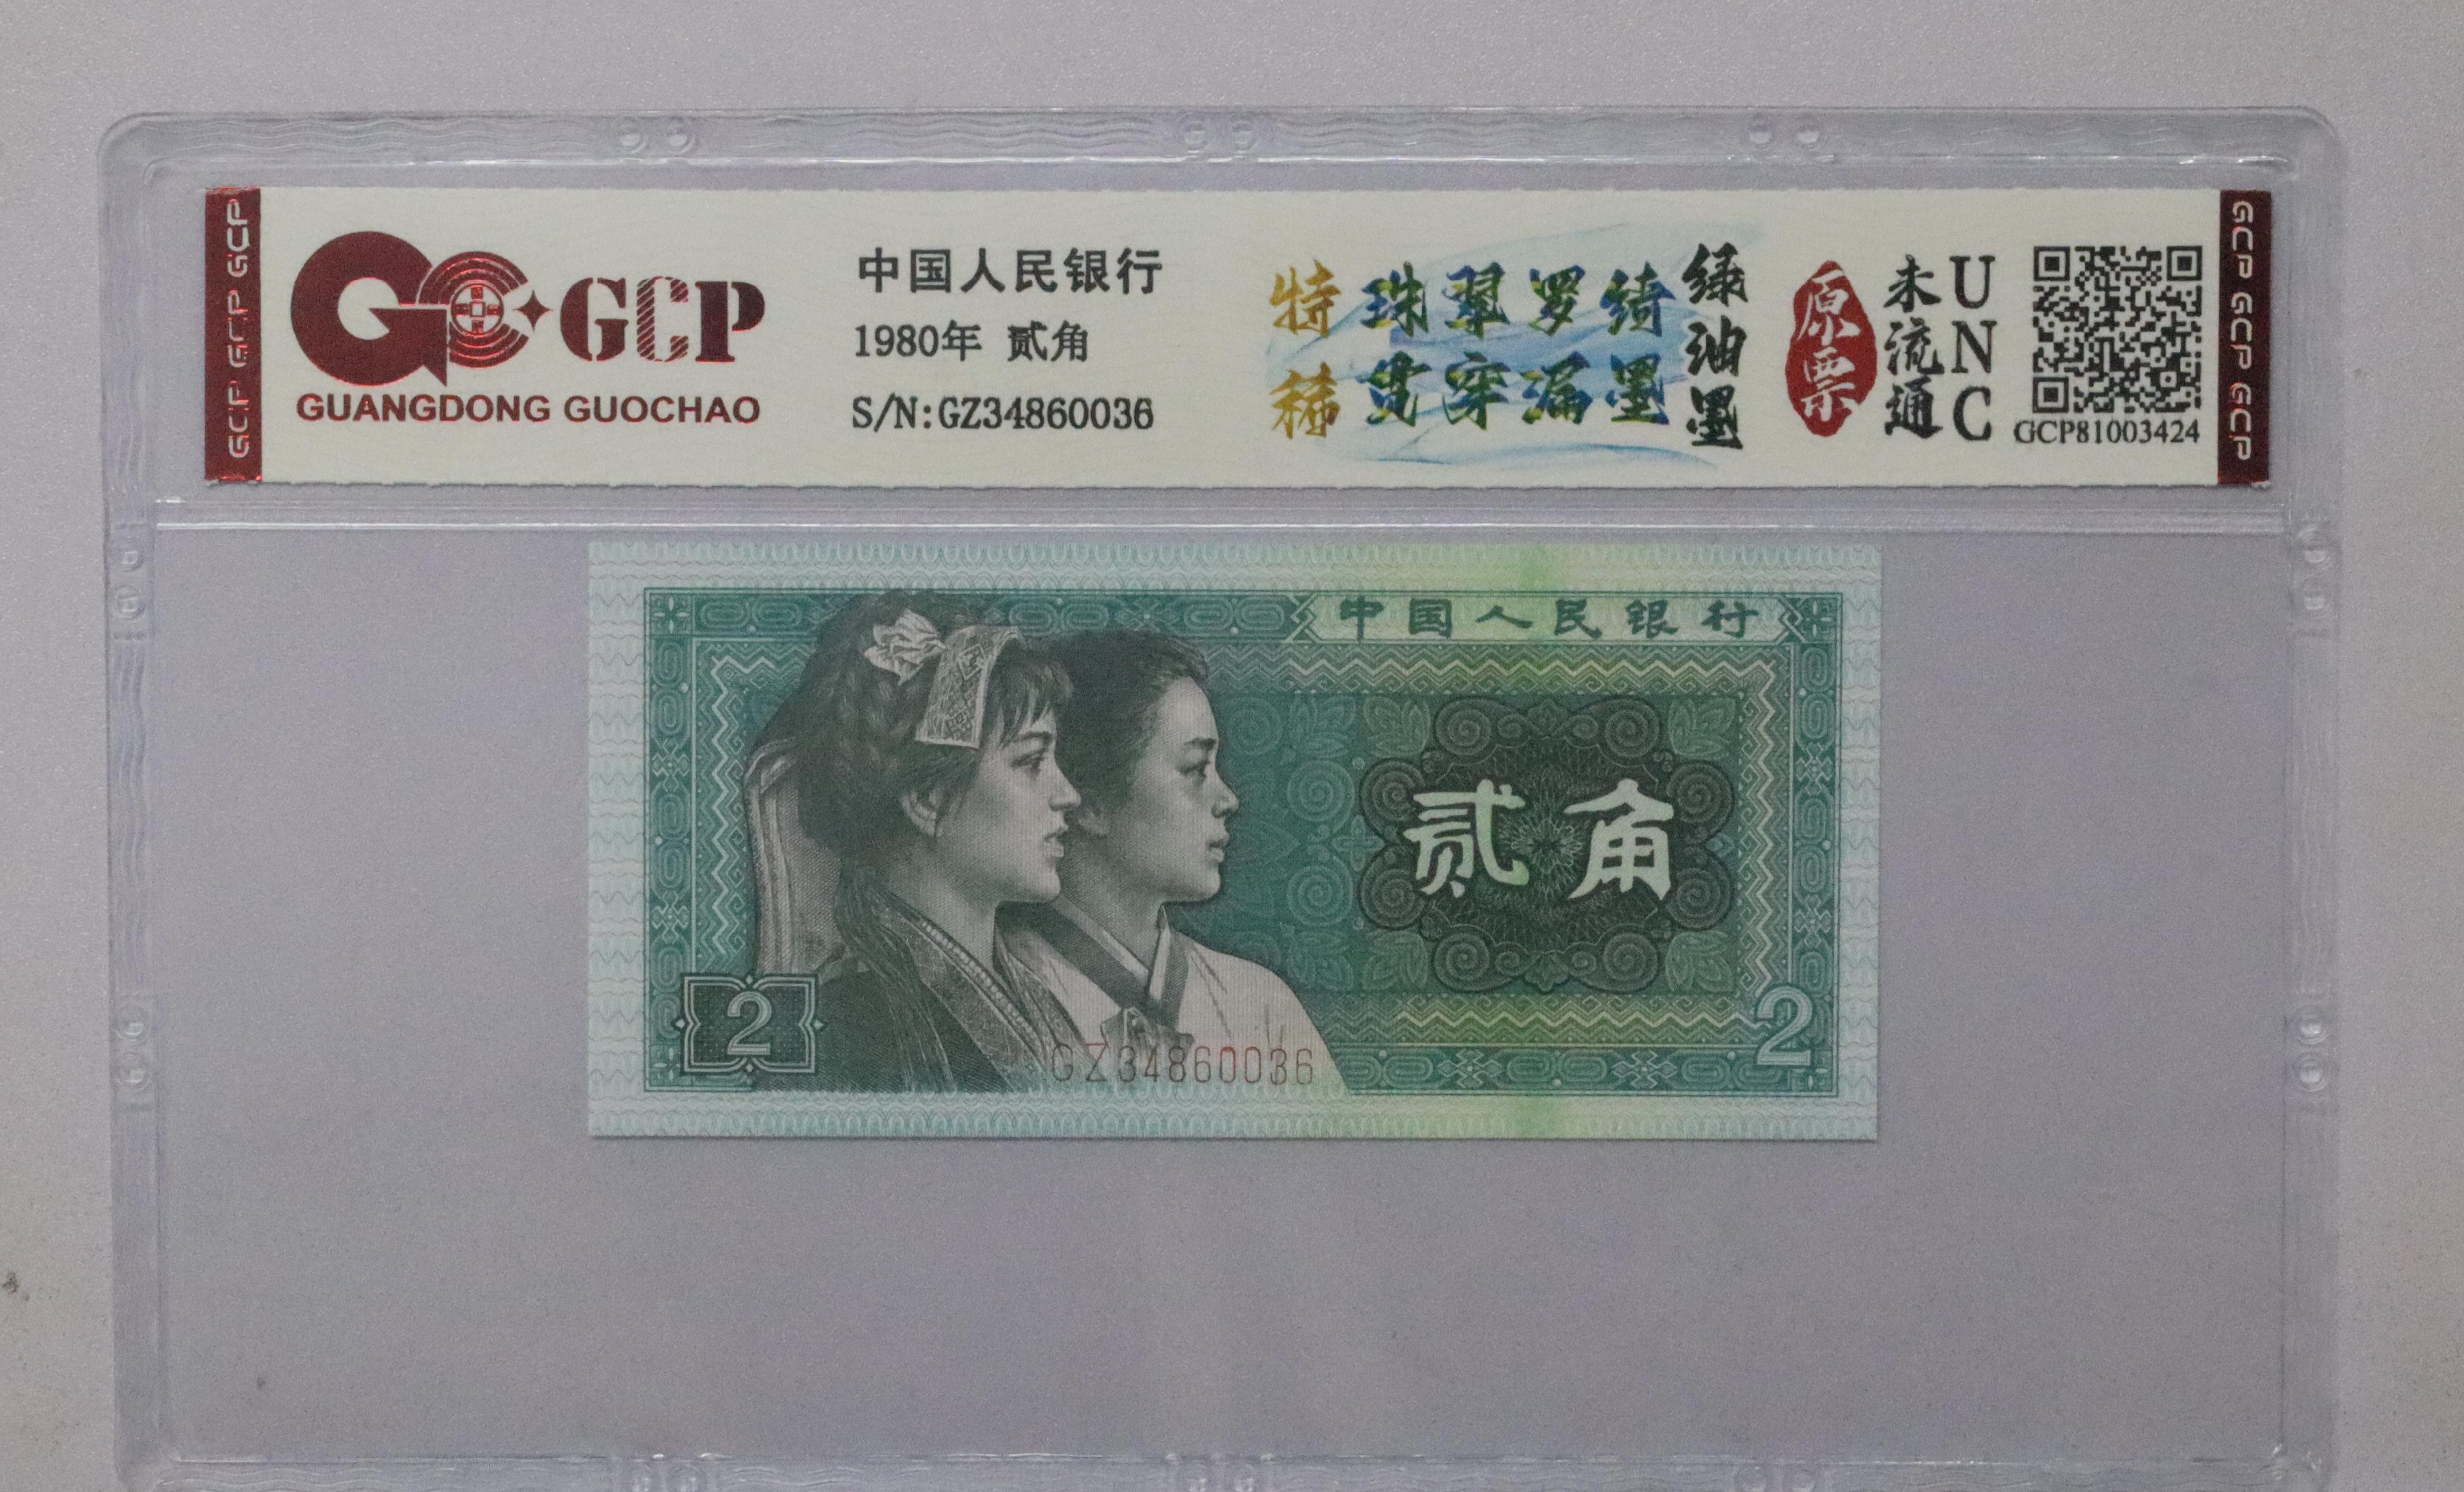 GCP GCP GCP
GCP
GUANGDONG GUOCHAO
中国人民银行
1980年 贰角
S/N:GZ34860036
特稀
珠翠罗绮
贯穿漏墨
绿油墨
原票
未流通
UNC
GCP81003424
GCP GCP GCP
中国人民银行
贰角
2
GZ34860036
2